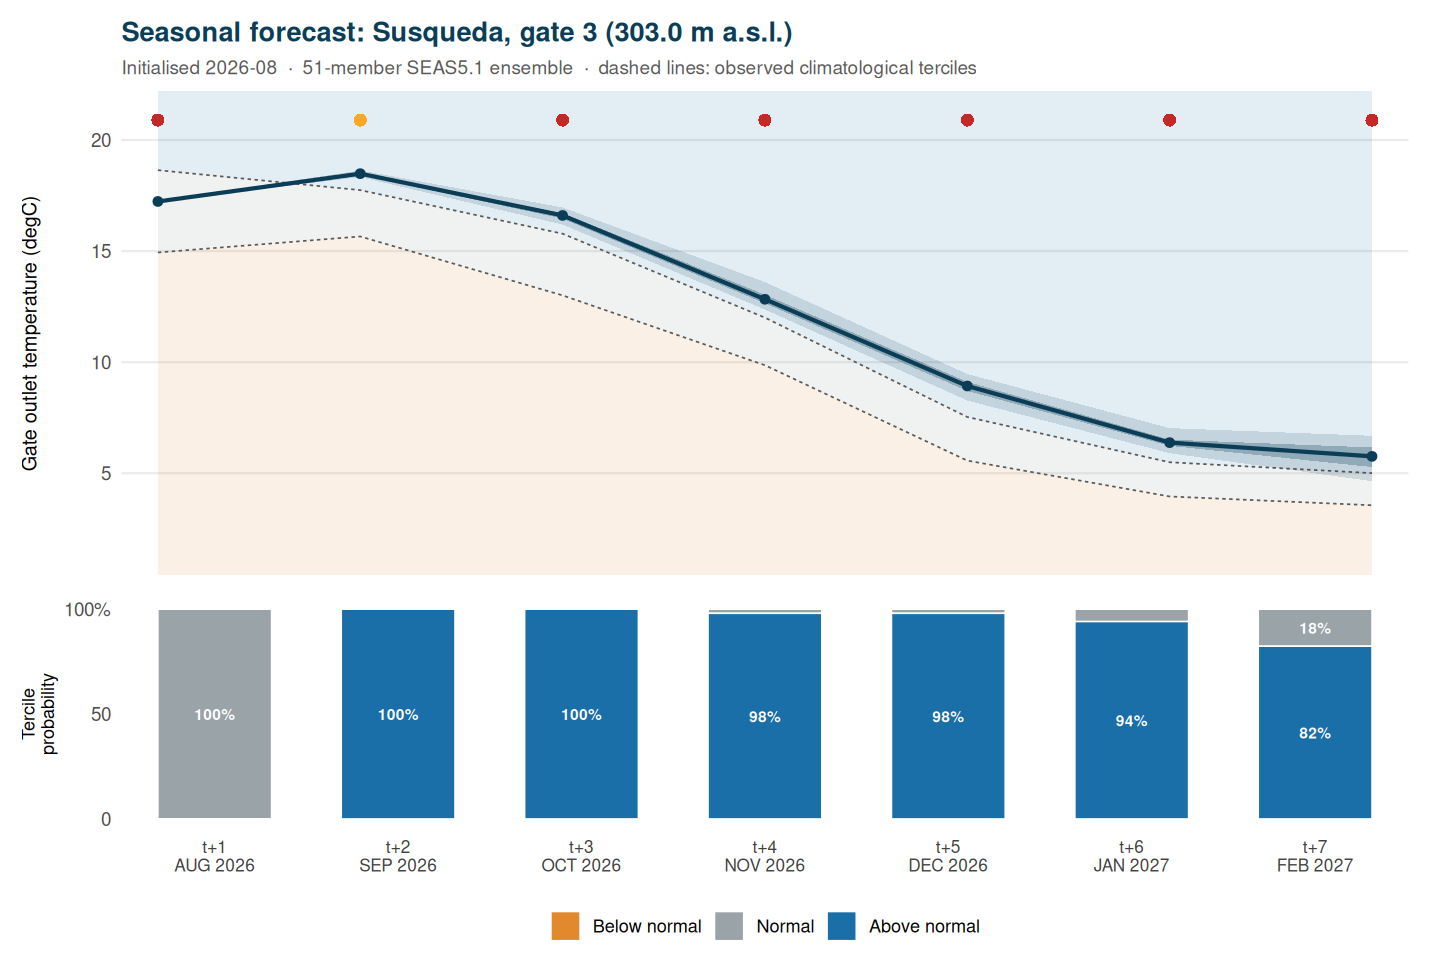 Seasonal forecast: Susqueda, gate 3 (303.0 m a.s.l.)
Initialised 2026-08 · 51-member SEAS5.1 ensemble · dashed lines: observed climatological terciles
Gate outlet temperature (degC)
20
15
10
5
Tercile
probability
100%
50
0
100%
100%
100%
98%
98%
94%
18%
82%
t+1
AUG 2026
t+2
SEP 2026
t+3
OCT 2026
t+4
NOV 2026
t+5
DEC 2026
t+6
JAN 2027
t+7
FEB 2027
Below normal
Normal
Above normal